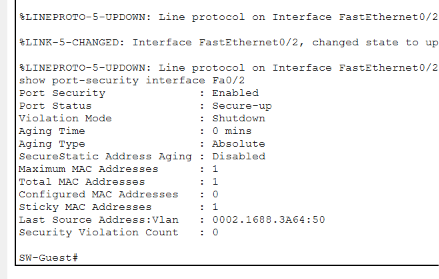 %LINEPROTO-5-UPDOWN: Line protocol on Interface FastEthernet0/2
%LINK-5-CHANGED: Interface FastEthernet0/2, changed state to up
%LINEPROTO-5-UPDOWN: Line protocol on Interface FastEthernet0/2
show port-security interface Fa0/2
Port Security : Enabled
Port Status : Secure-up
Violation Mode : Shutdown
Aging Time : 0 mins
Aging Type : Absolute
SecureStatic Address Aging : Disabled
Maximum MAC Addresses : 1
Total MAC Addresses : 1
Configured MAC Addresses : 0
Sticky MAC Addresses : 1
Last Source Address:Vlan : 0002.1688.3A64:50
Security Violation Count : 0
SW-Guest#